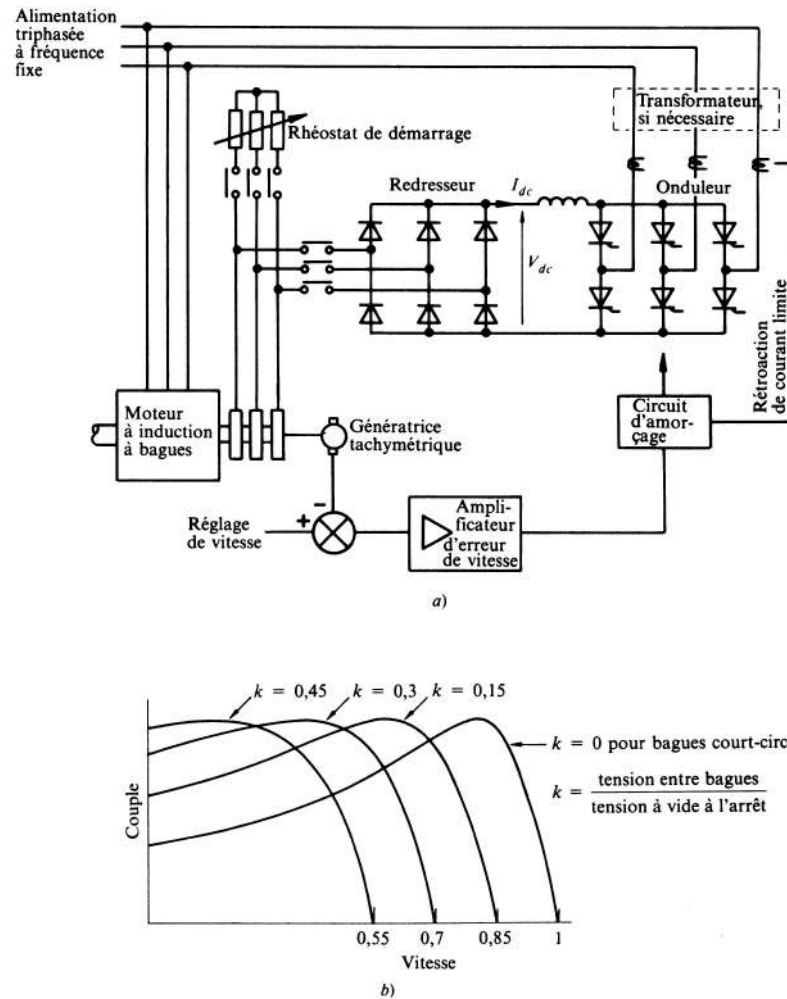 Alimentation
triphasée
à fréquence
fixe
Transformateur,
si nécessaire
Rhéostat de démarrage
Redresseur
I_dc
Onduleur
V_dc
Rétroaction
de courant limite
Moteur
à induction
à bagues
Génératrice
tachymétrique
Circuit
d'amor-
çage
Réglage
de vitesse
+
−
Ampli-
ficateur
d'erreur
de vitesse
a)
k = 0,45
k = 0,3
k = 0,15
k = 0 pour bagues court-circ
k = tension entre bagues
tension à vide à l'arrêt
Couple
0,55
0,7
0,85
1
Vitesse
b)